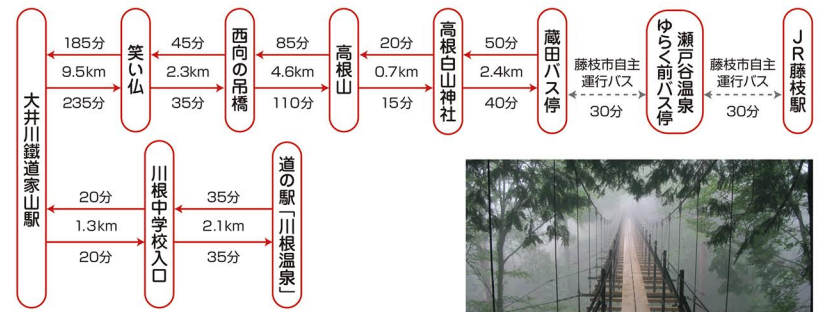 大井川鐵道家山駅
185分
9.5km
235分
笑い仏
45分
2.3km
35分
西向の吊橋
85分
4.6km
110分
高根山
20分
0.7km
15分
高根白山神社
50分
2.4km
40分
蔵田バス停
藤枝市自主
運行バス
30分
瀬戸谷温泉
ゆらく前バス停
藤枝市自主
運行バス
30分
JR藤枝駅
20分
1.3km
20分
川根中学校入口
35分
2.1km
35分
道の駅「川根温泉」